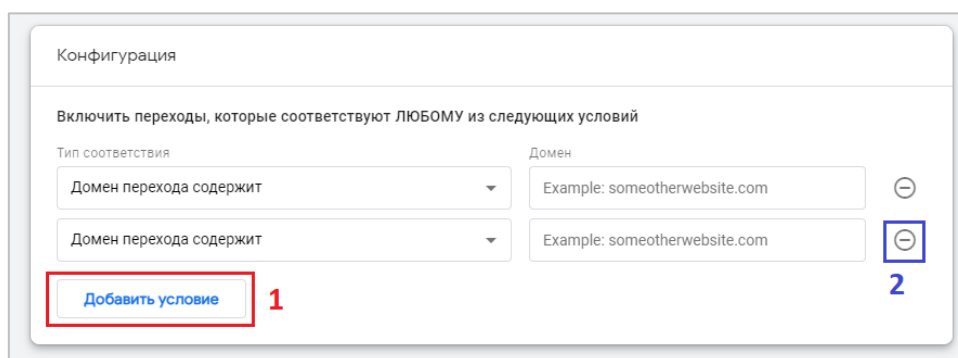 Конфигурация
Включить переходы, которые соответствуют ЛЮБОМУ из следующих условий
Тип соответствия Домен
Домен перехода содержит Example: someotherwebsite.com
Домен перехода содержит Example: someotherwebsite.com
Добавить условие 1 2